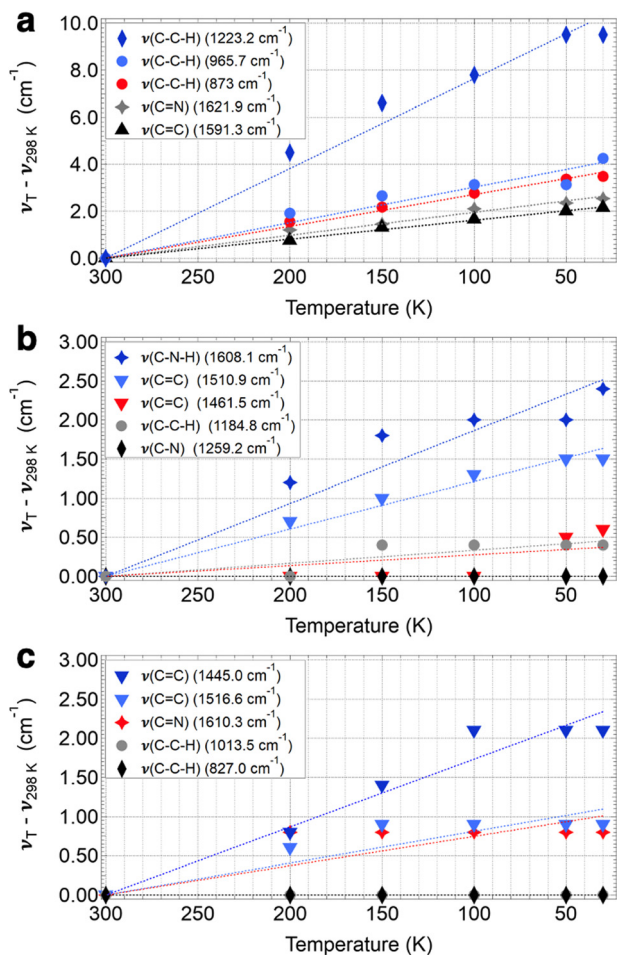 a
10.0
8.0
6.0
4.0
2.0
0.0
ν_T - ν_298 K (cm⁻¹)
ν(C-C-H) (1223.2 cm⁻¹)
ν(C-C-H) (965.7 cm⁻¹)
ν(C-C-H) (873 cm⁻¹)
ν(C=N) (1621.9 cm⁻¹)
ν(C=C) (1591.3 cm⁻¹)
300 250 200 150 100 50
Temperature (K)
b
3.00
2.50
2.00
1.50
1.00
0.50
0.00
ν_T - ν_298 K (cm⁻¹)
ν(C-N-H) (1608.1 cm⁻¹)
ν(C=C) (1510.9 cm⁻¹)
ν(C=C) (1461.5 cm⁻¹)
ν(C-C-H) (1184.8 cm⁻¹)
ν(C-N) (1259.2 cm⁻¹)
300 250 200 150 100 50
Temperature (K)
c
3.00
2.50
2.00
1.50
1.00
0.50
0.00
ν_T - ν_298 K (cm⁻¹)
ν(C=C) (1445.0 cm⁻¹)
ν(C=C) (1516.6 cm⁻¹)
ν(C=N) (1610.3 cm⁻¹)
ν(C-C-H) (1013.5 cm⁻¹)
ν(C-C-H) (827.0 cm⁻¹)
300 250 200 150 100 50
Temperature (K)